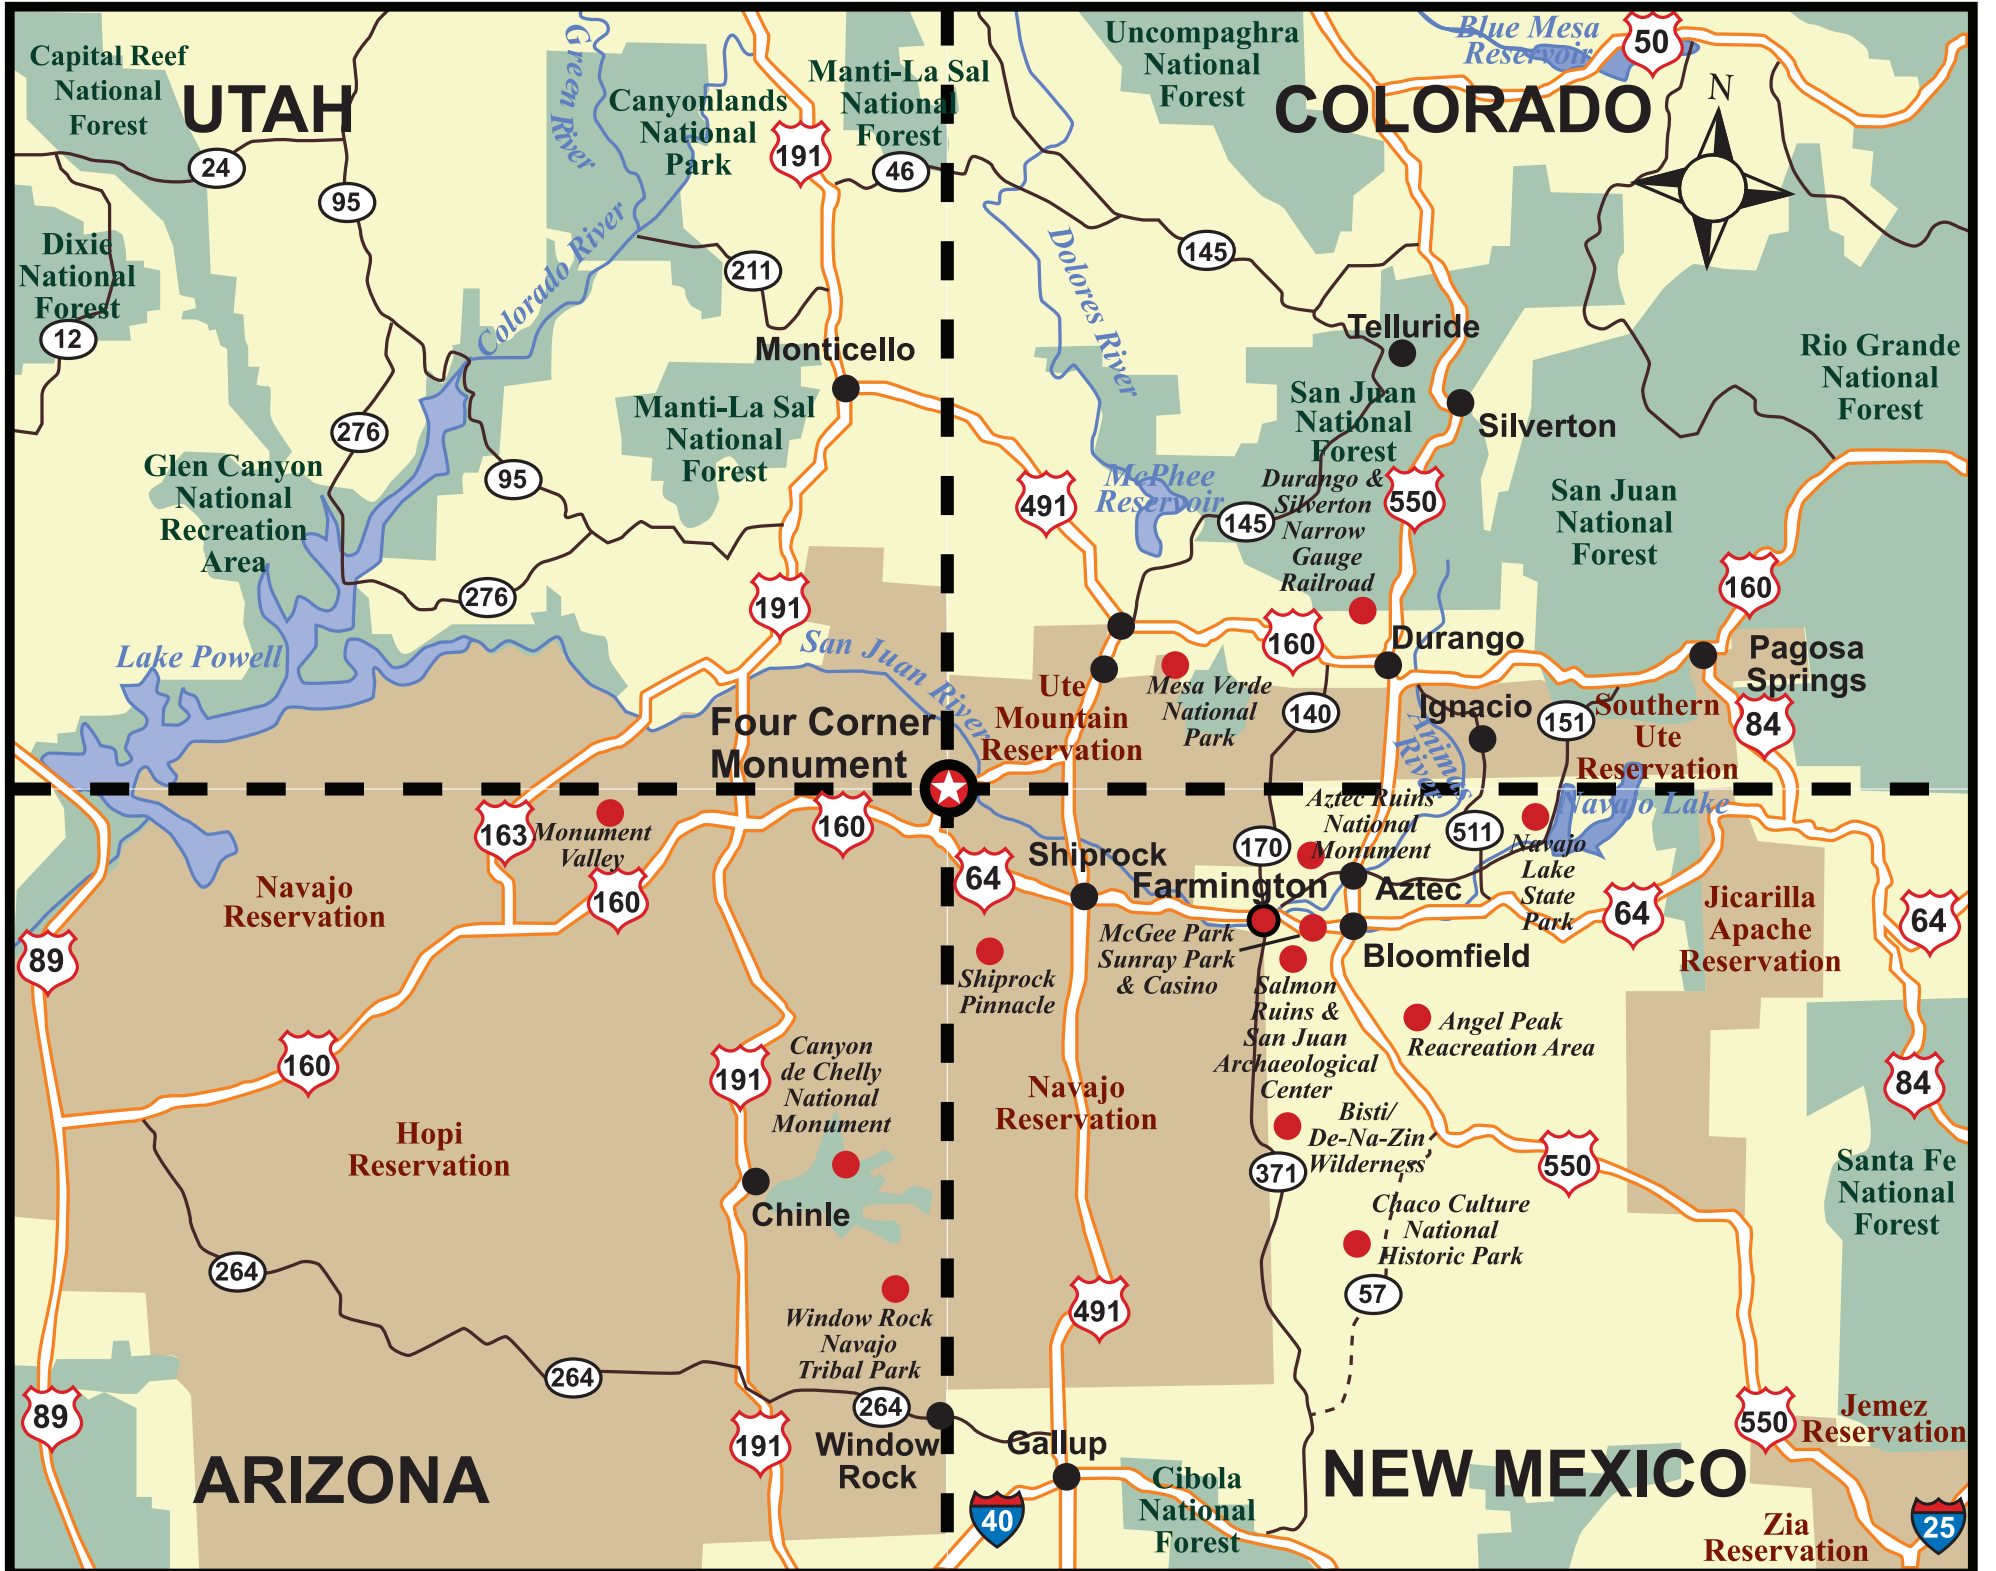 Capital Reef
National
Forest
UTAH
24
95
Dixie
National
Forest
12
Green River
Canyonlands
National
Park
191
Manti-La Sal
National
Forest
46
211
Colorado River
Monticello
Manti-La Sal
National
Forest
276
95
276
Glen Canyon
National
Recreation
Area
Lake Powell
191
San Juan River
Four Corner
Monument
Uncompaghra
National
Forest
COLORADO
Blue Mesa
Reservoir
50
N
145
Dolores River
Telluride
Silverton
San Juan
National
Forest
Rio Grande
National
Forest
491
McPhee
Reservoir
145
Durango &
Silverton
Narrow
Gauge
Railroad
550
San Juan
National
Forest
160
160
Durango
Pagosa
Springs
Ute
Mountain
Reservation
Mesa Verde
National
Park
140
Ignacio
Animas
River
151
Southern
Ute
Reservation
84
163
Monument
Valley
160
160
Navajo
Reservation
89
160
Hopi
Reservation
191
Canyon
de Chelly
National
Monument
Chinle
264
264
Window Rock
Navajo
Tribal Park
264
89
191
Window
Rock
ARIZONA
64
Shiprock
Farmington
170
Aztec Ruins
National
Monument
511
Navajo Lake
Navajo
Lake
State
Park
Aztec
64
64
Jicarilla
Apache
Reservation
Shiprock
Pinnacle
McGee Park
Sunray Park
& Casino
Bloomfield
Salmon
Ruins &
San Juan
Archaeological
Center
Angel Peak
Reacreation Area
84
Navajo
Reservation
Bisti/
De-Na-Zin
Wilderness
371
550
Santa Fe
National
Forest
Chaco Culture
National
Historic Park
57
491
550
Jemez
Reservation
Gallup
Cibola
National
Forest
NEW MEXICO
40
25
Zia
Reservation